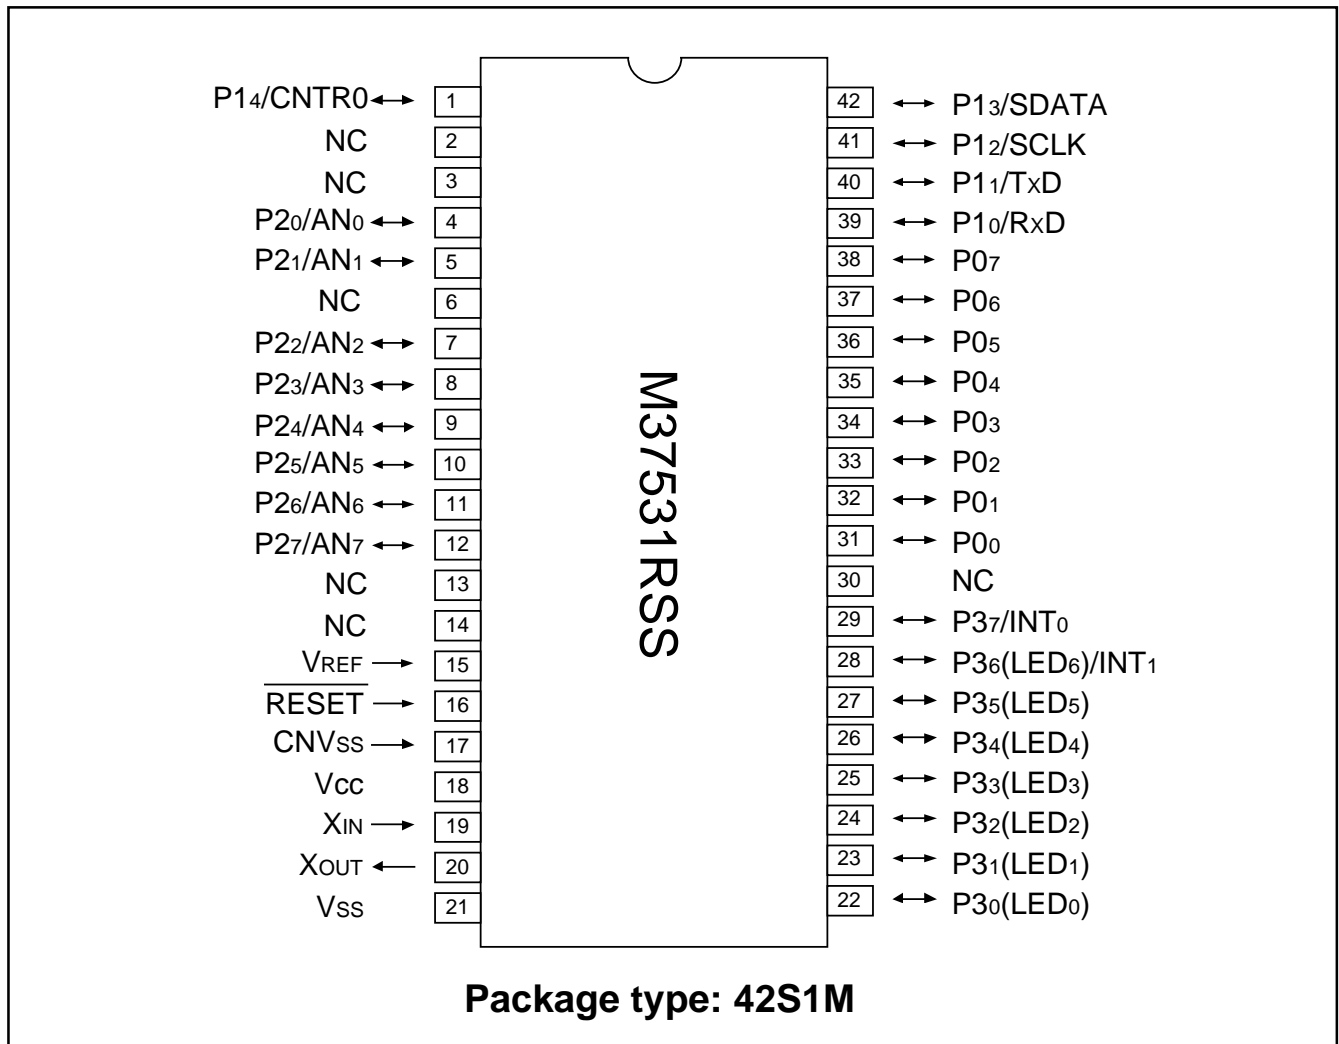 P14/CNTR0 1
NC 2
NC 3
P20/AN0 4
P21/AN1 5
NC 6
P22/AN2 7
P23/AN3 8
P24/AN4 9
P25/AN5 10
P26/AN6 11
P27/AN7 12
NC 13
NC 14
VREF 15
RESET 16
CNVSS 17
Vcc 18
XIN 19
XOUT 20
VSS 21
M37531RSS
42 P13/SDATA
41 P12/SCLK
40 P11/TXD
39 P10/RXD
38 P07
37 P06
36 P05
35 P04
34 P03
33 P02
32 P01
31 P00
30 NC
29 P37/INT0
28 P36(LED6)/INT1
27 P35(LED5)
26 P34(LED4)
25 P33(LED3)
24 P32(LED2)
23 P31(LED1)
22 P30(LED0)
Package type: 42S1M